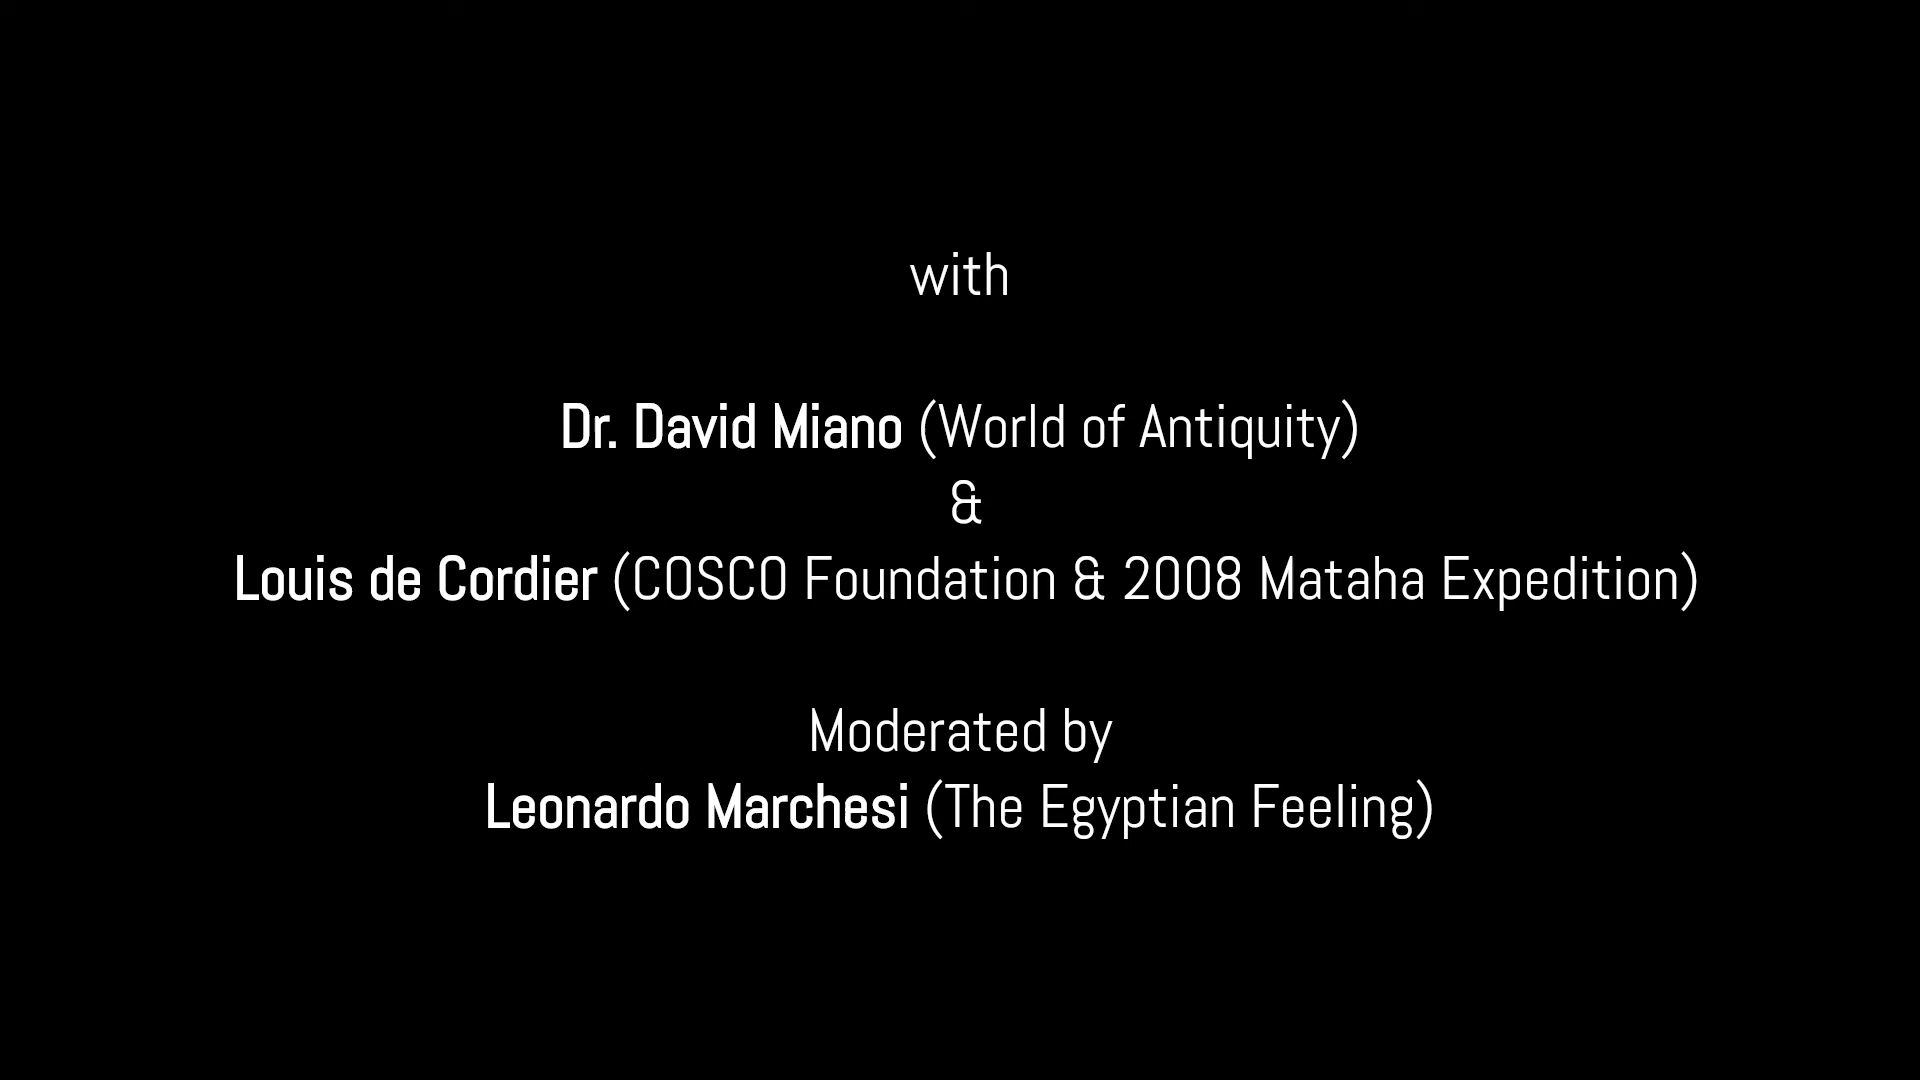 with
Dr. David Miano (World of Antiquity)
&
Louis de Cordier (COSCO Foundation & 2008 Mataha Expedition)
Moderated by
Leonardo Marchesi (The Egyptian Feeling)